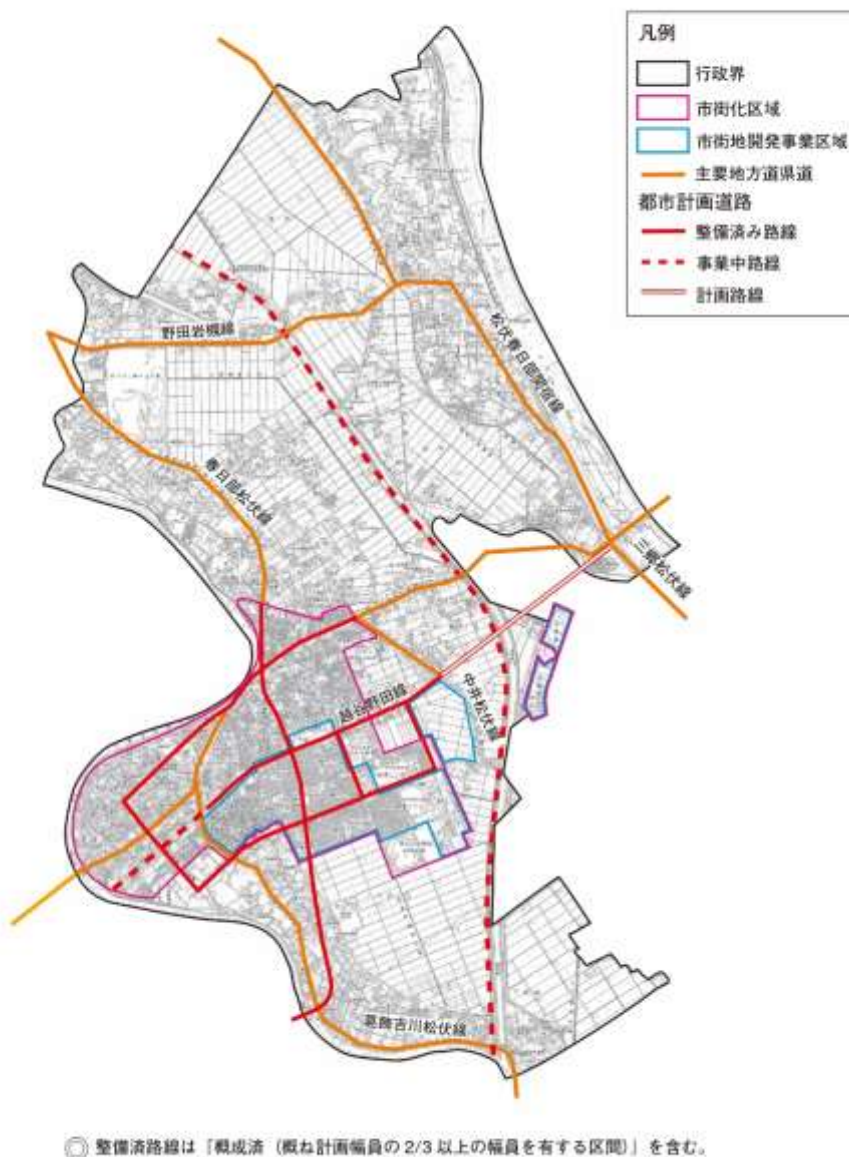 凡例
行政界
市街化区域
市街地開発事業区域
主要地方道県道
都市計画道路
整備済み路線
事業中路線
計画路線
野田岩槻線
松伏春日部関宿線
春日部松伏線
三郷松伏線
越谷野田線
中井松伏線
葛飾吉川松伏線
◎ 整備済路線は「概成済（概ね計画幅員の2/3以上の幅員を有する区間）」を含む。